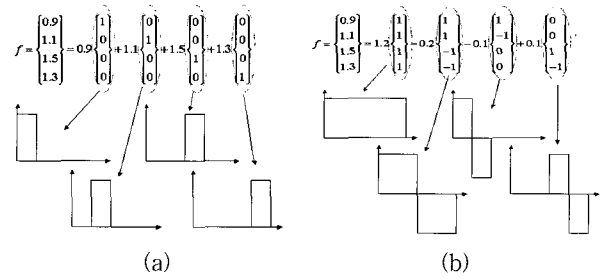 f = {0.9 1.1 1.5 1.3} = 0.9 {1 0 0 0} +1.1 {0 1 0 0} +1.5 {0 0 1 0} +1.3 {0 0 0 1}
(a)
f = {0.9 1.1 1.5 1.3} = 1.2 {1 1 1 1} -0.2 {1 1 -1 -1} -0.1 {1 -1 0 0} +0.1 {0 0 1 -1}
(b)